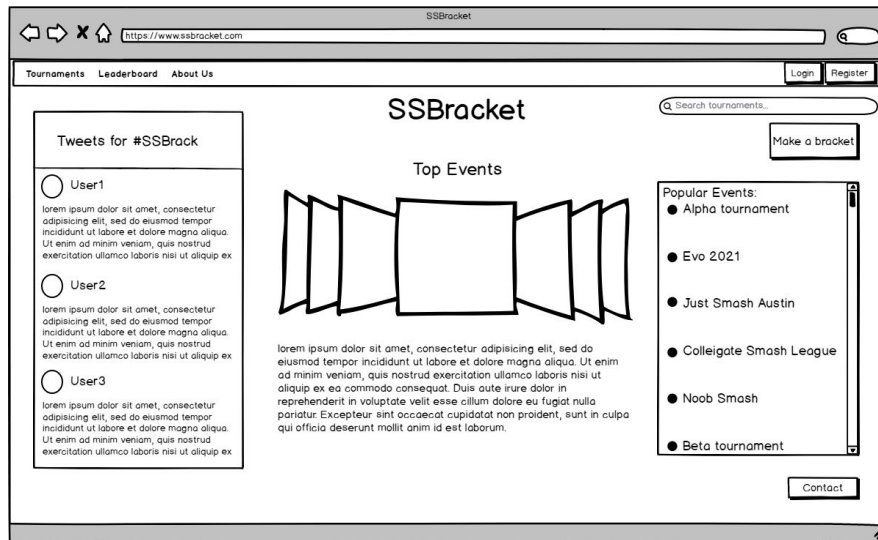 SSBracket
https://www.ssbracket.com
Tournaments Leaderboard About Us
Login Register
SSBracket
Search tournaments...
Make a bracket
Tweets for #SSBrack
User1
lorem ipsum dolor sit amet, consectetur
adipisicing elit, sed do eiusmod tempor
incididunt ut labore et dolore magna aliqua.
Ut enim ad minim veniam, quis nostrud
exercitation ullamco laboris nisi ut aliquip ex
User2
lorem ipsum dolor sit amet, consectetur
adipisicing elit, sed do eiusmod tempor
incididunt ut labore et dolore magna aliqua.
Ut enim ad minim veniam, quis nostrud
exercitation ullamco laboris nisi ut aliquip ex
User3
lorem ipsum dolor sit amet, consectetur
adipisicing elit, sed do eiusmod tempor
incididunt ut labore et dolore magna aliqua.
Ut enim ad minim veniam, quis nostrud
exercitation ullamco laboris nisi ut aliquip ex
Top Events
lorem ipsum dolor sit amet, consectetur adipisicing elit, sed do
eiusmod tempor incididunt ut labore et dolore magna aliqua. Ut enim
ad minim veniam, quis nostrud exercitation ullamco laboris nisi ut
aliquip ex ea commodo consequat. Duis aute irure dolor in
reprehenderit in voluptate velit esse cillum dolore eu fugiat nulla
pariatur. Excepteur sint occaecat cupidatat non proident, sunt in culpa
qui officia deserunt mollit anim id est laborum.
Popular Events:
Alpha tournament
Evo 2021
Just Smash Austin
Colleigate Smash League
Noob Smash
Beta tournament
Contact